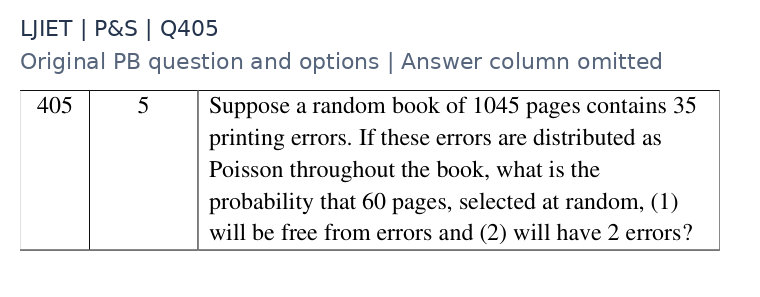 LJIET | P&S | Q405
Original PB question and options | Answer column omitted
405 5 Suppose a random book of 1045 pages contains 35
printing errors. If these errors are distributed as
Poisson throughout the book, what is the
probability that 60 pages, selected at random, (1)
will be free from errors and (2) will have 2 errors?